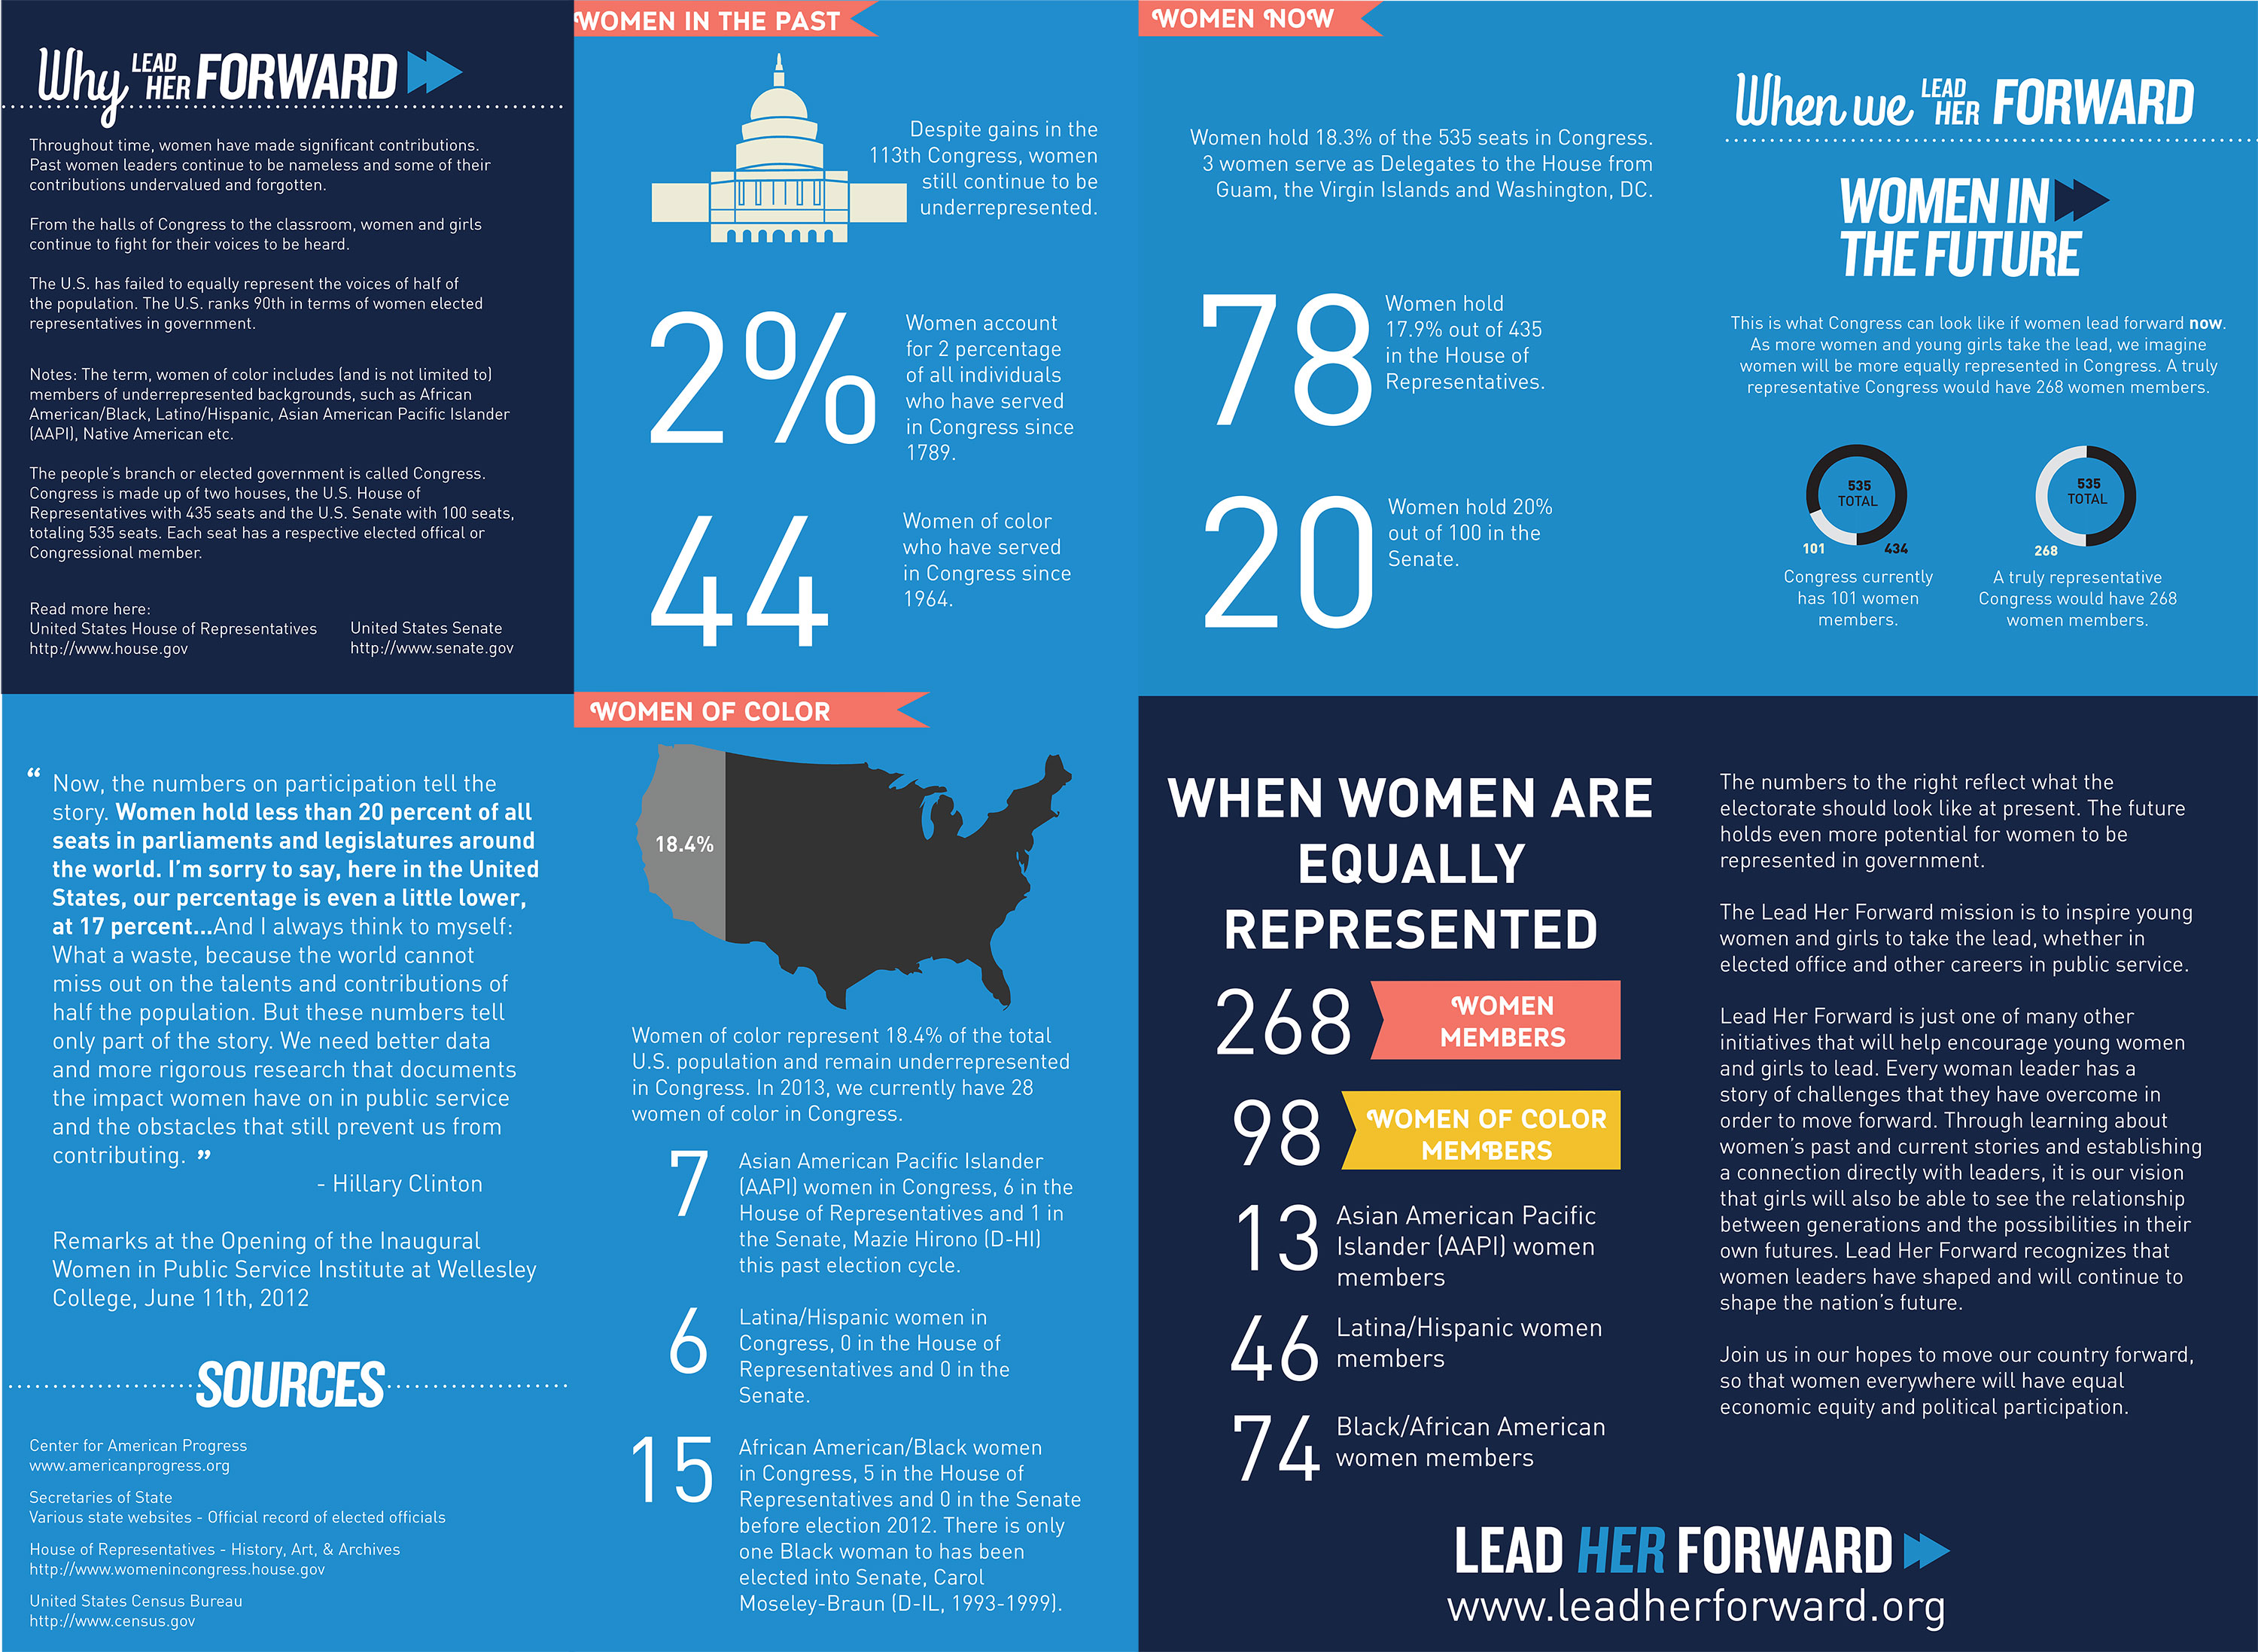 Why LEAD HER FORWARD
Throughout time, women have made significant contributions.
Past women leaders continue to be nameless and some of their
contributions undervalued and forgotten.
From the halls of Congress to the classroom, women and girls
continue to fight for their voices to be heard.
The U.S. has failed to equally represent the voices of half of
the population. The U.S. ranks 90th in terms of women elected
representatives in government.
Notes: The term, women of color includes (and is not limited to)
members of underrepresented backgrounds, such as African
American/Black, Latino/Hispanic, Asian American Pacific Islander
(AAPI), Native American etc.
The people's branch or elected government is called Congress.
Congress is made up of two houses, the U.S. House of
Representatives with 435 seats and the U.S. Senate with 100 seats,
totaling 535 seats. Each seat has a respective elected offical or
Congressional member.
Read more here:
United States House of Representatives
http://www.house.gov
United States Senate
http://www.senate.gov
WOMEN IN THE PAST
Despite gains in the
113th Congress, women
still continue to be
underrepresented.
2%
Women account
for 2 percentage
of all individuals
who have served
in Congress since
1789.
44
Women of color
who have served
in Congress since
1964.
WOMEN NOW
Women hold 18.3% of the 535 seats in Congress.
3 women serve as Delegates to the House from
Guam, the Virgin Islands and Washington, DC.
78
Women hold
17.9% out of 435
in the House of
Representatives.
20
Women hold 20%
out of 100 in the
Senate.
When we LEAD HER FORWARD
WOMEN IN
THE FUTURE
This is what Congress can look like if women lead forward now.
As more women and young girls take the lead, we imagine
women will be more equally represented in Congress. A truly
representative Congress would have 268 women members.
535
TOTAL
101
434
Congress currently
has 101 women
members.
535
TOTAL
268
A truly representative
Congress would have 268
women members.
“ Now, the numbers on participation tell the
story. Women hold less than 20 percent of all
seats in parliaments and legislatures around
the world. I'm sorry to say, here in the United
States, our percentage is even a little lower,
at 17 percent...And I always think to myself:
What a waste, because the world cannot
miss out on the talents and contributions of
half the population. But these numbers tell
only part of the story. We need better data
and more rigorous research that documents
the impact women have on in public service
and the obstacles that still prevent us from
contributing. ”
- Hillary Clinton
Remarks at the Opening of the Inaugural
Women in Public Service Institute at Wellesley
College, June 11th, 2012
SOURCES
Center for American Progress
www.americanprogress.org
Secretaries of State
Various state websites - Official record of elected officials
House of Representatives - History, Art, & Archives
http://www.womenincongress.house.gov
United States Census Bureau
http://www.census.gov
WOMEN OF COLOR
18.4%
Women of color represent 18.4% of the total
U.S. population and remain underrepresented
in Congress. In 2013, we currently have 28
women of color in Congress.
7
Asian American Pacific Islander
(AAPI) women in Congress, 6 in the
House of Representatives and 1 in
the Senate, Mazie Hirono (D-HI)
this past election cycle.
6
Latina/Hispanic women in
Congress, 0 in the House of
Representatives and 0 in the
Senate.
15
African American/Black women
in Congress, 5 in the House of
Representatives and 0 in the Senate
before election 2012. There is only
one Black woman to has been
elected into Senate, Carol
Moseley-Braun (D-IL, 1993-1999).
WHEN WOMEN ARE
EQUALLY
REPRESENTED
268
WOMEN
MEMBERS
98
WOMEN OF COLOR
MEMBERS
13
Asian American Pacific
Islander (AAPI) women
members
46
Latina/Hispanic women
members
74
Black/African American
women members
The numbers to the right reflect what the
electorate should look like at present. The future
holds even more potential for women to be
represented in government.
The Lead Her Forward mission is to inspire young
women and girls to take the lead, whether in
elected office and other careers in public service.
Lead Her Forward is just one of many other
initiatives that will help encourage young women
and girls to lead. Every woman leader has a
story of challenges that they have overcome in
order to move forward. Through learning about
women's past and current stories and establishing
a connection directly with leaders, it is our vision
that girls will also be able to see the relationship
between generations and the possibilities in their
own futures. Lead Her Forward recognizes that
women leaders have shaped and will continue to
shape the nation's future.
Join us in our hopes to move our country forward,
so that women everywhere will have equal
economic equity and political participation.
LEAD HER FORWARD
www.leadherforward.org